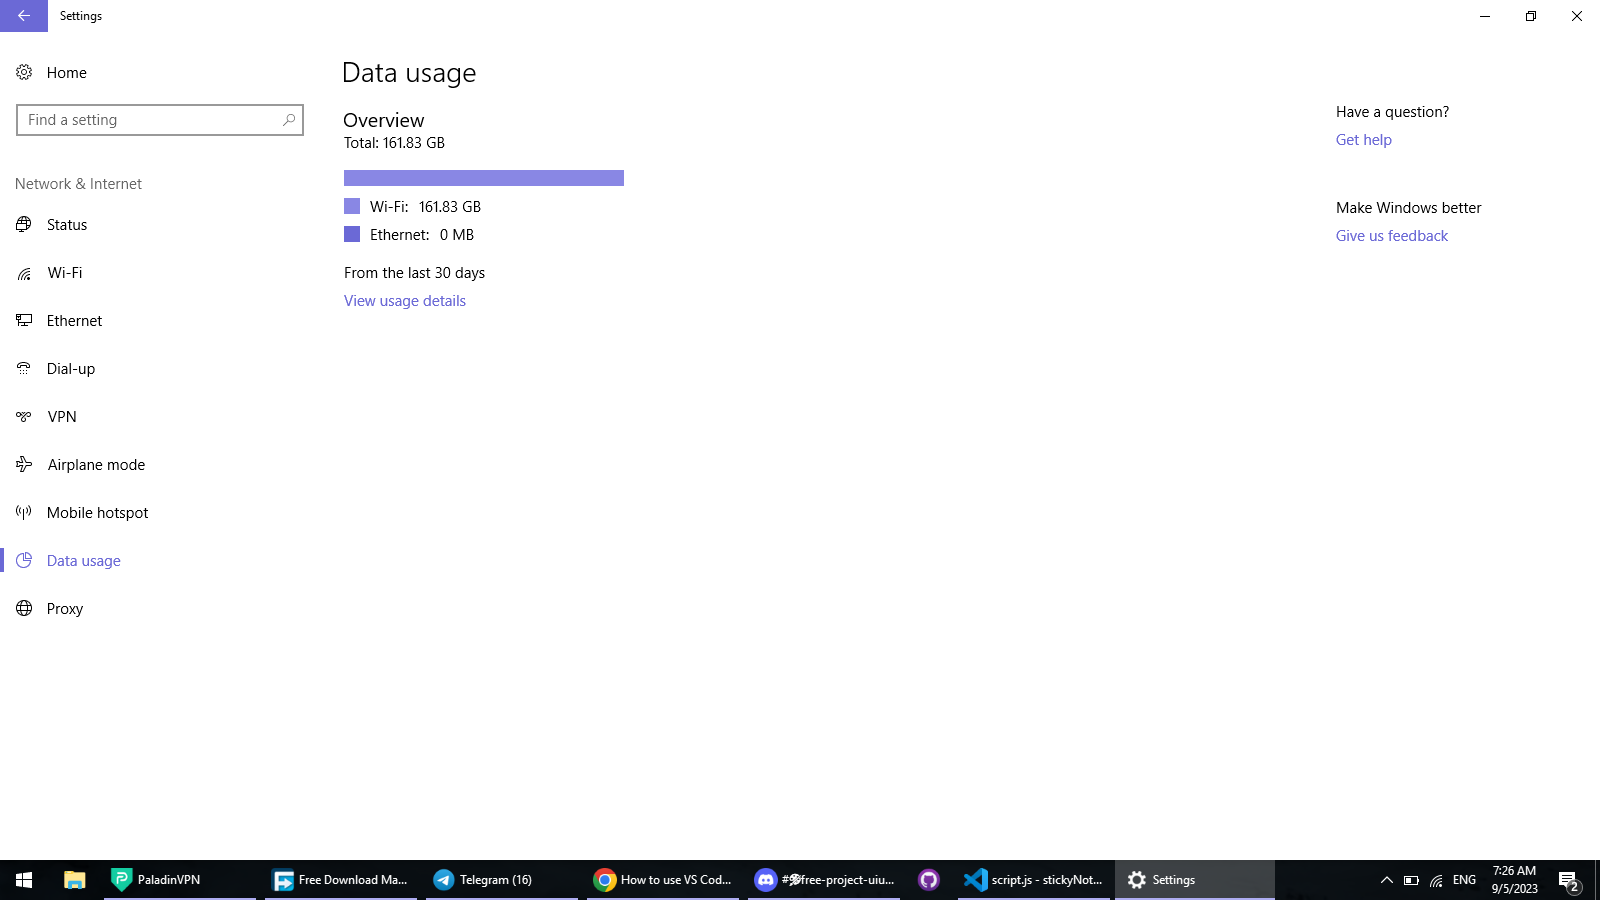 Settings
Home
Find a setting
Network & Internet
Status
Wi-Fi
Ethernet
Dial-up
VPN
Airplane mode
Mobile hotspot
Data usage
Proxy
Data usage
Overview
Total: 161.83 GB
Wi-Fi: 161.83 GB
Ethernet: 0 MB
From the last 30 days
View usage details
Have a question?
Get help
Make Windows better
Give us feedback
PaladinVPN
Free Download Ma...
Telegram (16)
How to use VS Cod...
free-project-uiu...
script.js - stickyNot...
Settings
ENG
7:26 AM
9/5/2023
2